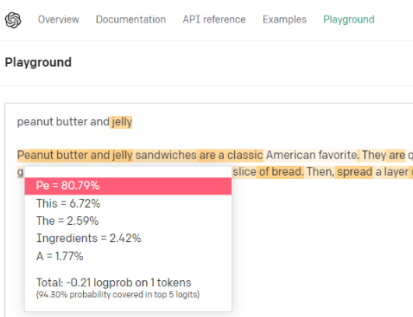 Overview Documentation API reference Examples Playground
Playground
peanut butter and jelly
Peanut butter and jelly sandwiches are a classic American favorite. They are q
g slice of bread. Then, spread a layer
Pe = 80.79%
This = 6.72%
The = 2.59%
Ingredients = 2.42%
A = 1.77%
Total: -0.21 logprob on 1 tokens
(94.30% probability covered in top 5 logits)